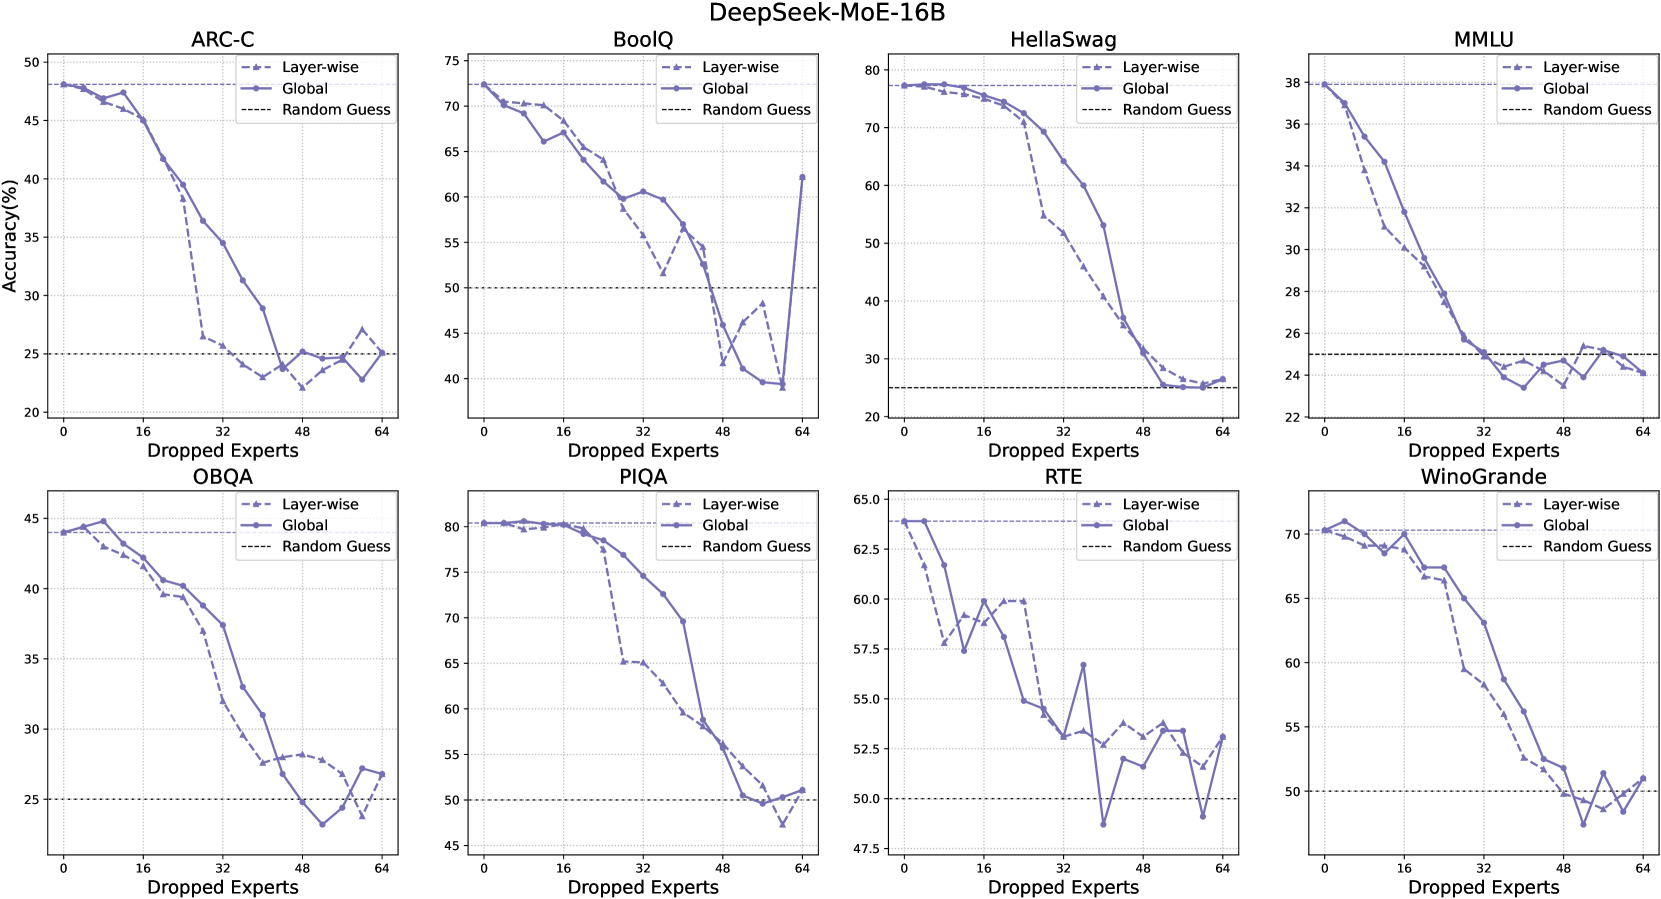 DeepSeek-MoE-16B
ARC-C
BoolQ
HellaSwag
MMLU
Accuracy(%)
50
45
40
35
30
25
20
Layer-wise
Global
Random Guess
0 16 32 48 64
Dropped Experts
75
70
65
60
55
50
45
40
Layer-wise
Global
Random Guess
0 16 32 48 64
Dropped Experts
80
70
60
50
40
30
20
Layer-wise
Global
Random Guess
0 16 32 48 64
Dropped Experts
38
36
34
32
30
28
26
24
22
Layer-wise
Global
Random Guess
0 16 32 48 64
Dropped Experts
OBQA
PIQA
RTE
WinoGrande
45
40
35
30
25
Layer-wise
Global
Random Guess
0 16 32 48 64
Dropped Experts
80
75
70
65
60
55
50
45
Layer-wise
Global
Random Guess
0 16 32 48 64
Dropped Experts
65.0
62.5
60.0
57.5
55.0
52.5
50.0
47.5
Layer-wise
Global
Random Guess
0 16 32 48 64
Dropped Experts
70
65
60
55
50
Layer-wise
Global
Random Guess
0 16 32 48 64
Dropped Experts